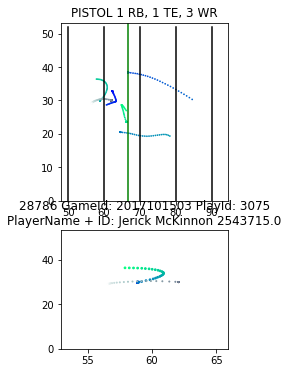 PISTOL 1 RB, 1 TE, 3 WR
50
40
30
20
10
0
50 60 70 80 90
28786 GameId: 2017101503 PlayId: 3075
PlayerName + ID: Jerick McKinnon 2543715.0
40
20
0
55 60 65